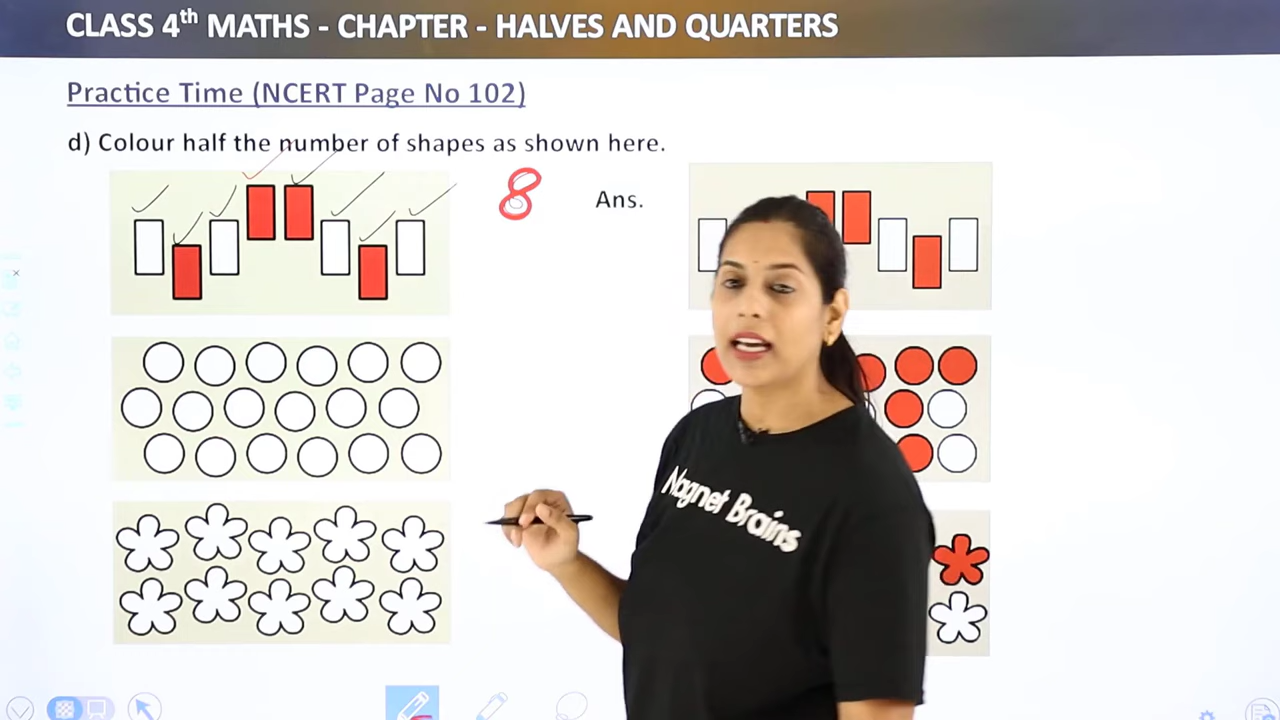 CLASS 4th MATHS - CHAPTER - HALVES AND QUARTERS
Practice Time (NCERT Page No 102)
d) Colour half the number of shapes as shown here.
8
Ans.
Magnet Brains